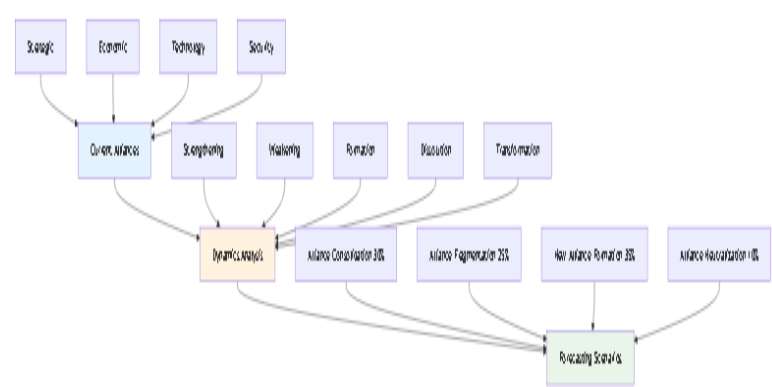 Strategic
Economic
Technology
Security
Current Alliances
Strengthening
Weakening
Formation
Dissolution
Transformation
Dynamics Analysis
Alliance Consolidation 30%
Alliance Fragmentation 25%
New Alliance Formation 35%
Alliance Neutralization 10%
Forecasting Scenarios